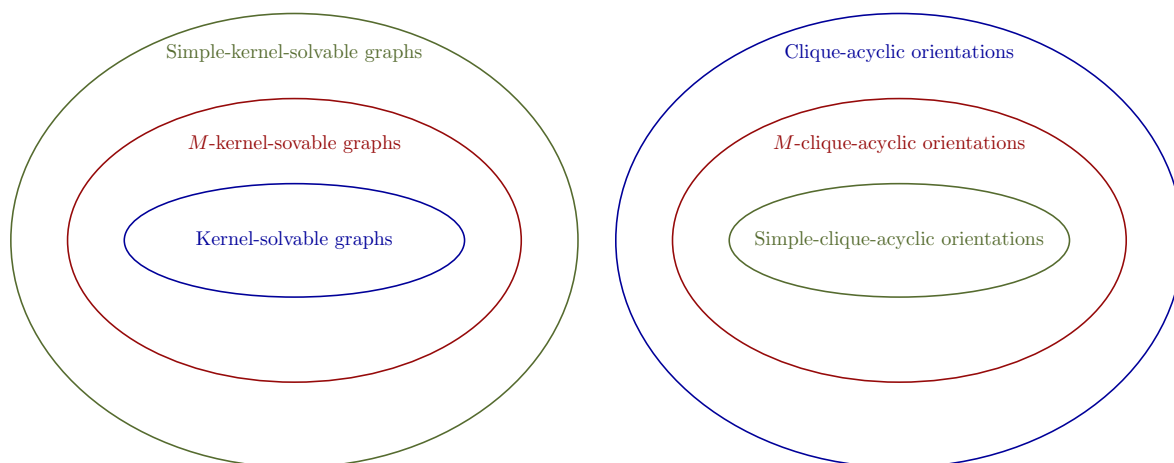 Simple-kernel-solvable graphs
M-kernel-sovable graphs
Kernel-solvable graphs
Clique-acyclic orientations
M-clique-acyclic orientations
Simple-clique-acyclic orientations